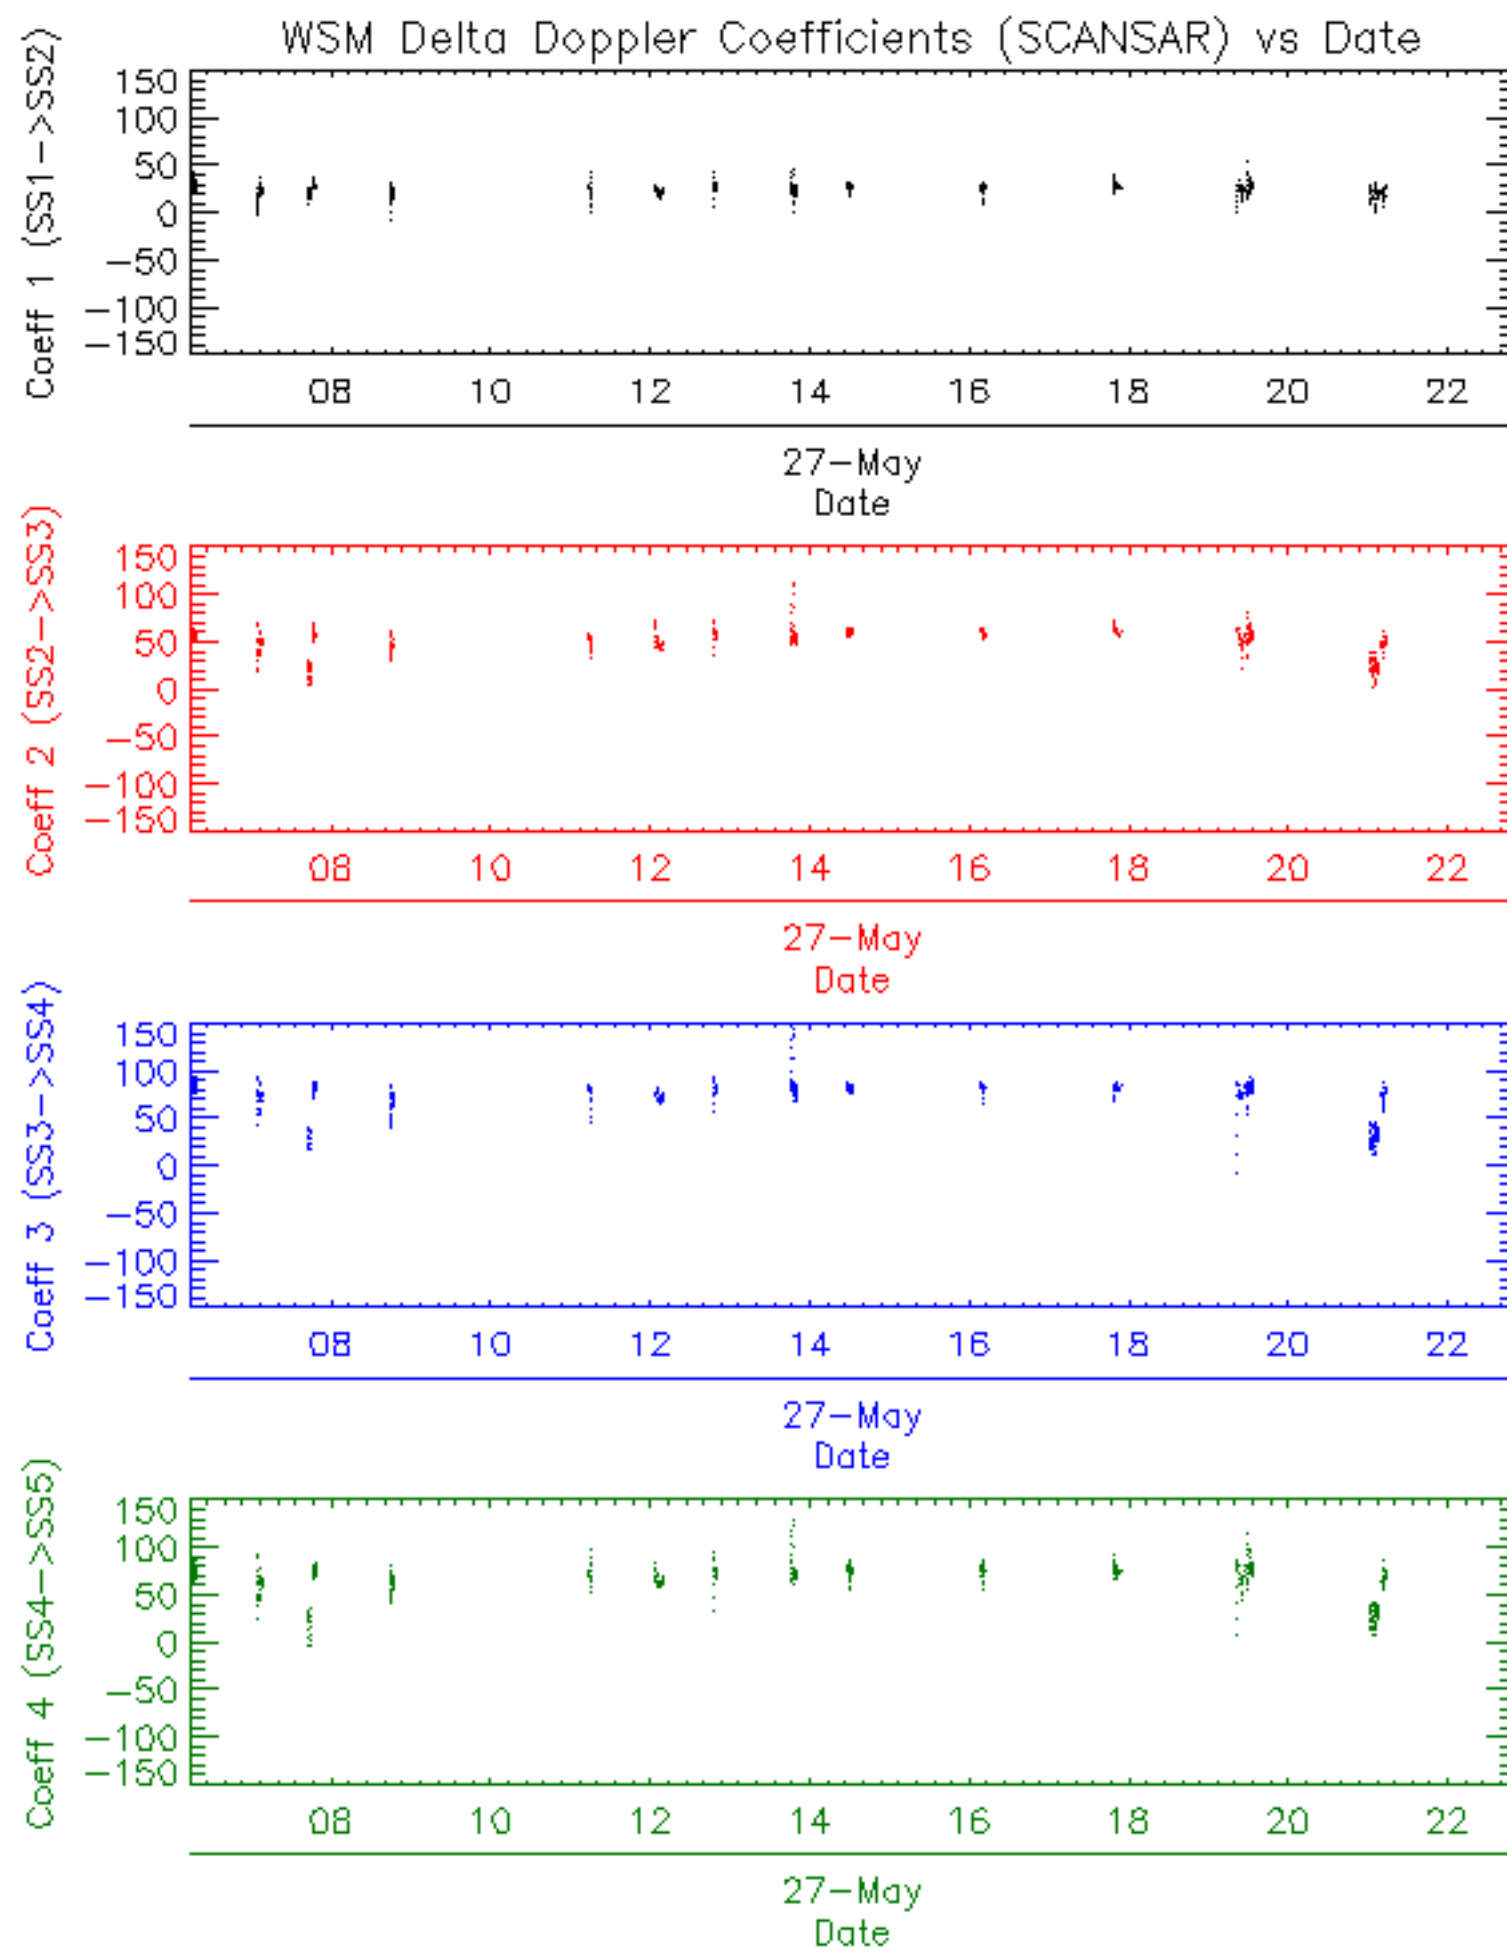 WSM Delta Doppler Coefficients (SCANSAR) vs Date
Coeff 1 (SS1->SS2)
150
100
50
0
-50
-100
-150
08 10 12 14 16 18 20 22
27-May
Date
Coeff 2 (SS2->SS3)
150
100
50
0
-50
-100
-150
08 10 12 14 16 18 20 22
27-May
Date
Coeff 3 (SS3->SS4)
150
100
50
0
-50
-100
-150
08 10 12 14 16 18 20 22
27-May
Date
Coeff 4 (SS4->SS5)
150
100
50
0
-50
-100
-150
08 10 12 14 16 18 20 22
27-May
Date